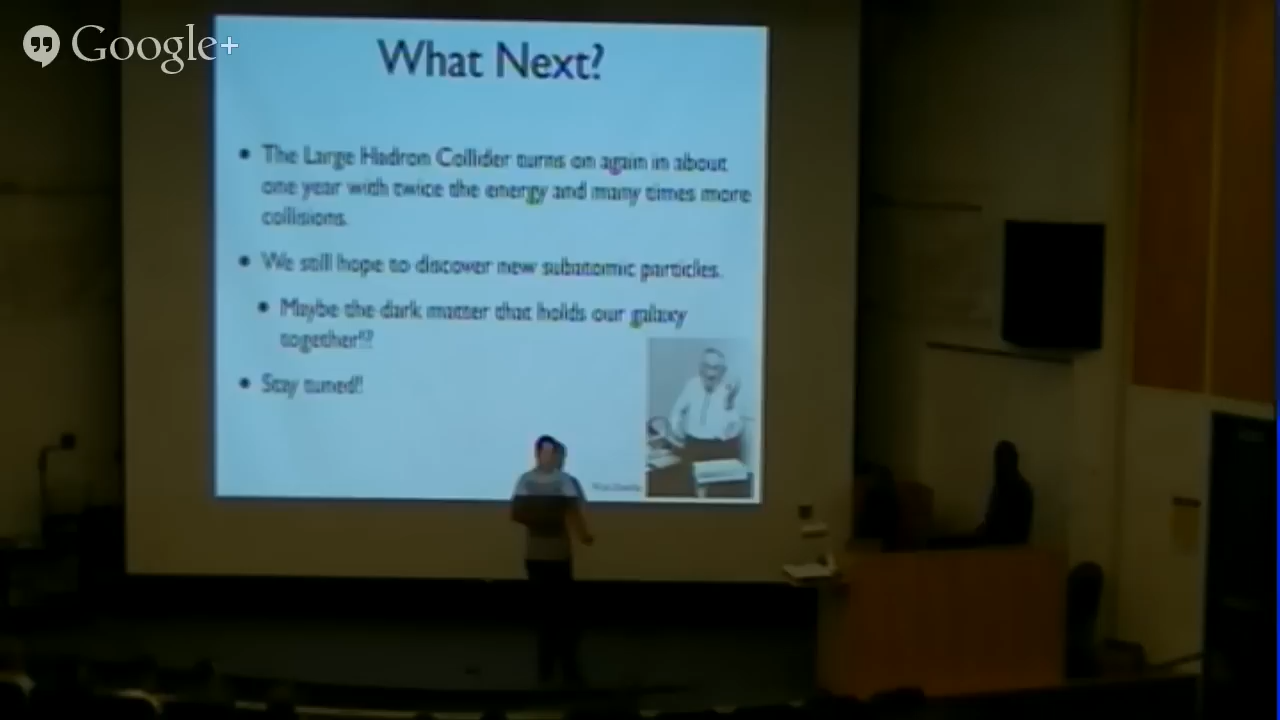 Google+
What Next?
• The Large Hadron Collider turns on again in about
one year with twice the energy and many times more
collisions.
• We still hope to discover new subatomic particles.
• Maybe the dark matter that holds our galaxy
together!?
• Stay tuned!